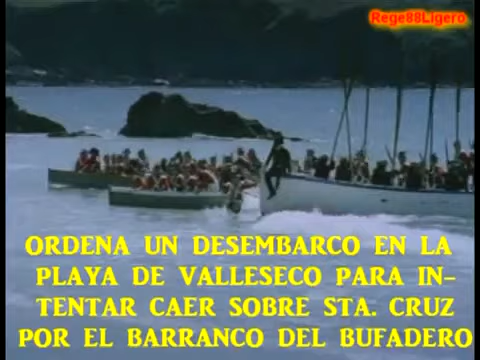 Rege88Ligero
ORDENA UN DESEMBARCO EN LA
PLAYA DE VALLESECO PARA IN-
TENTAR CAER SOBRE STA. CRUZ
POR EL BARRANCO DEL BUFADERO